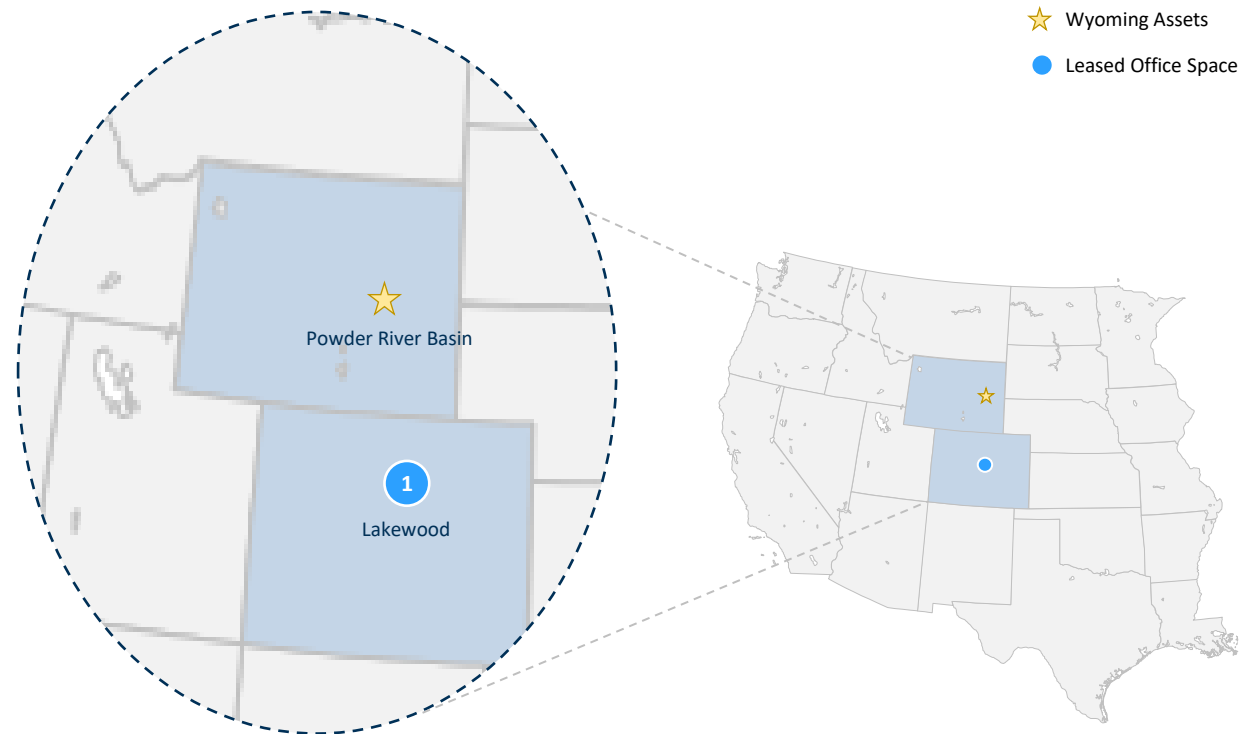 Wyoming Assets
Leased Office Space
Powder River Basin
1
Lakewood